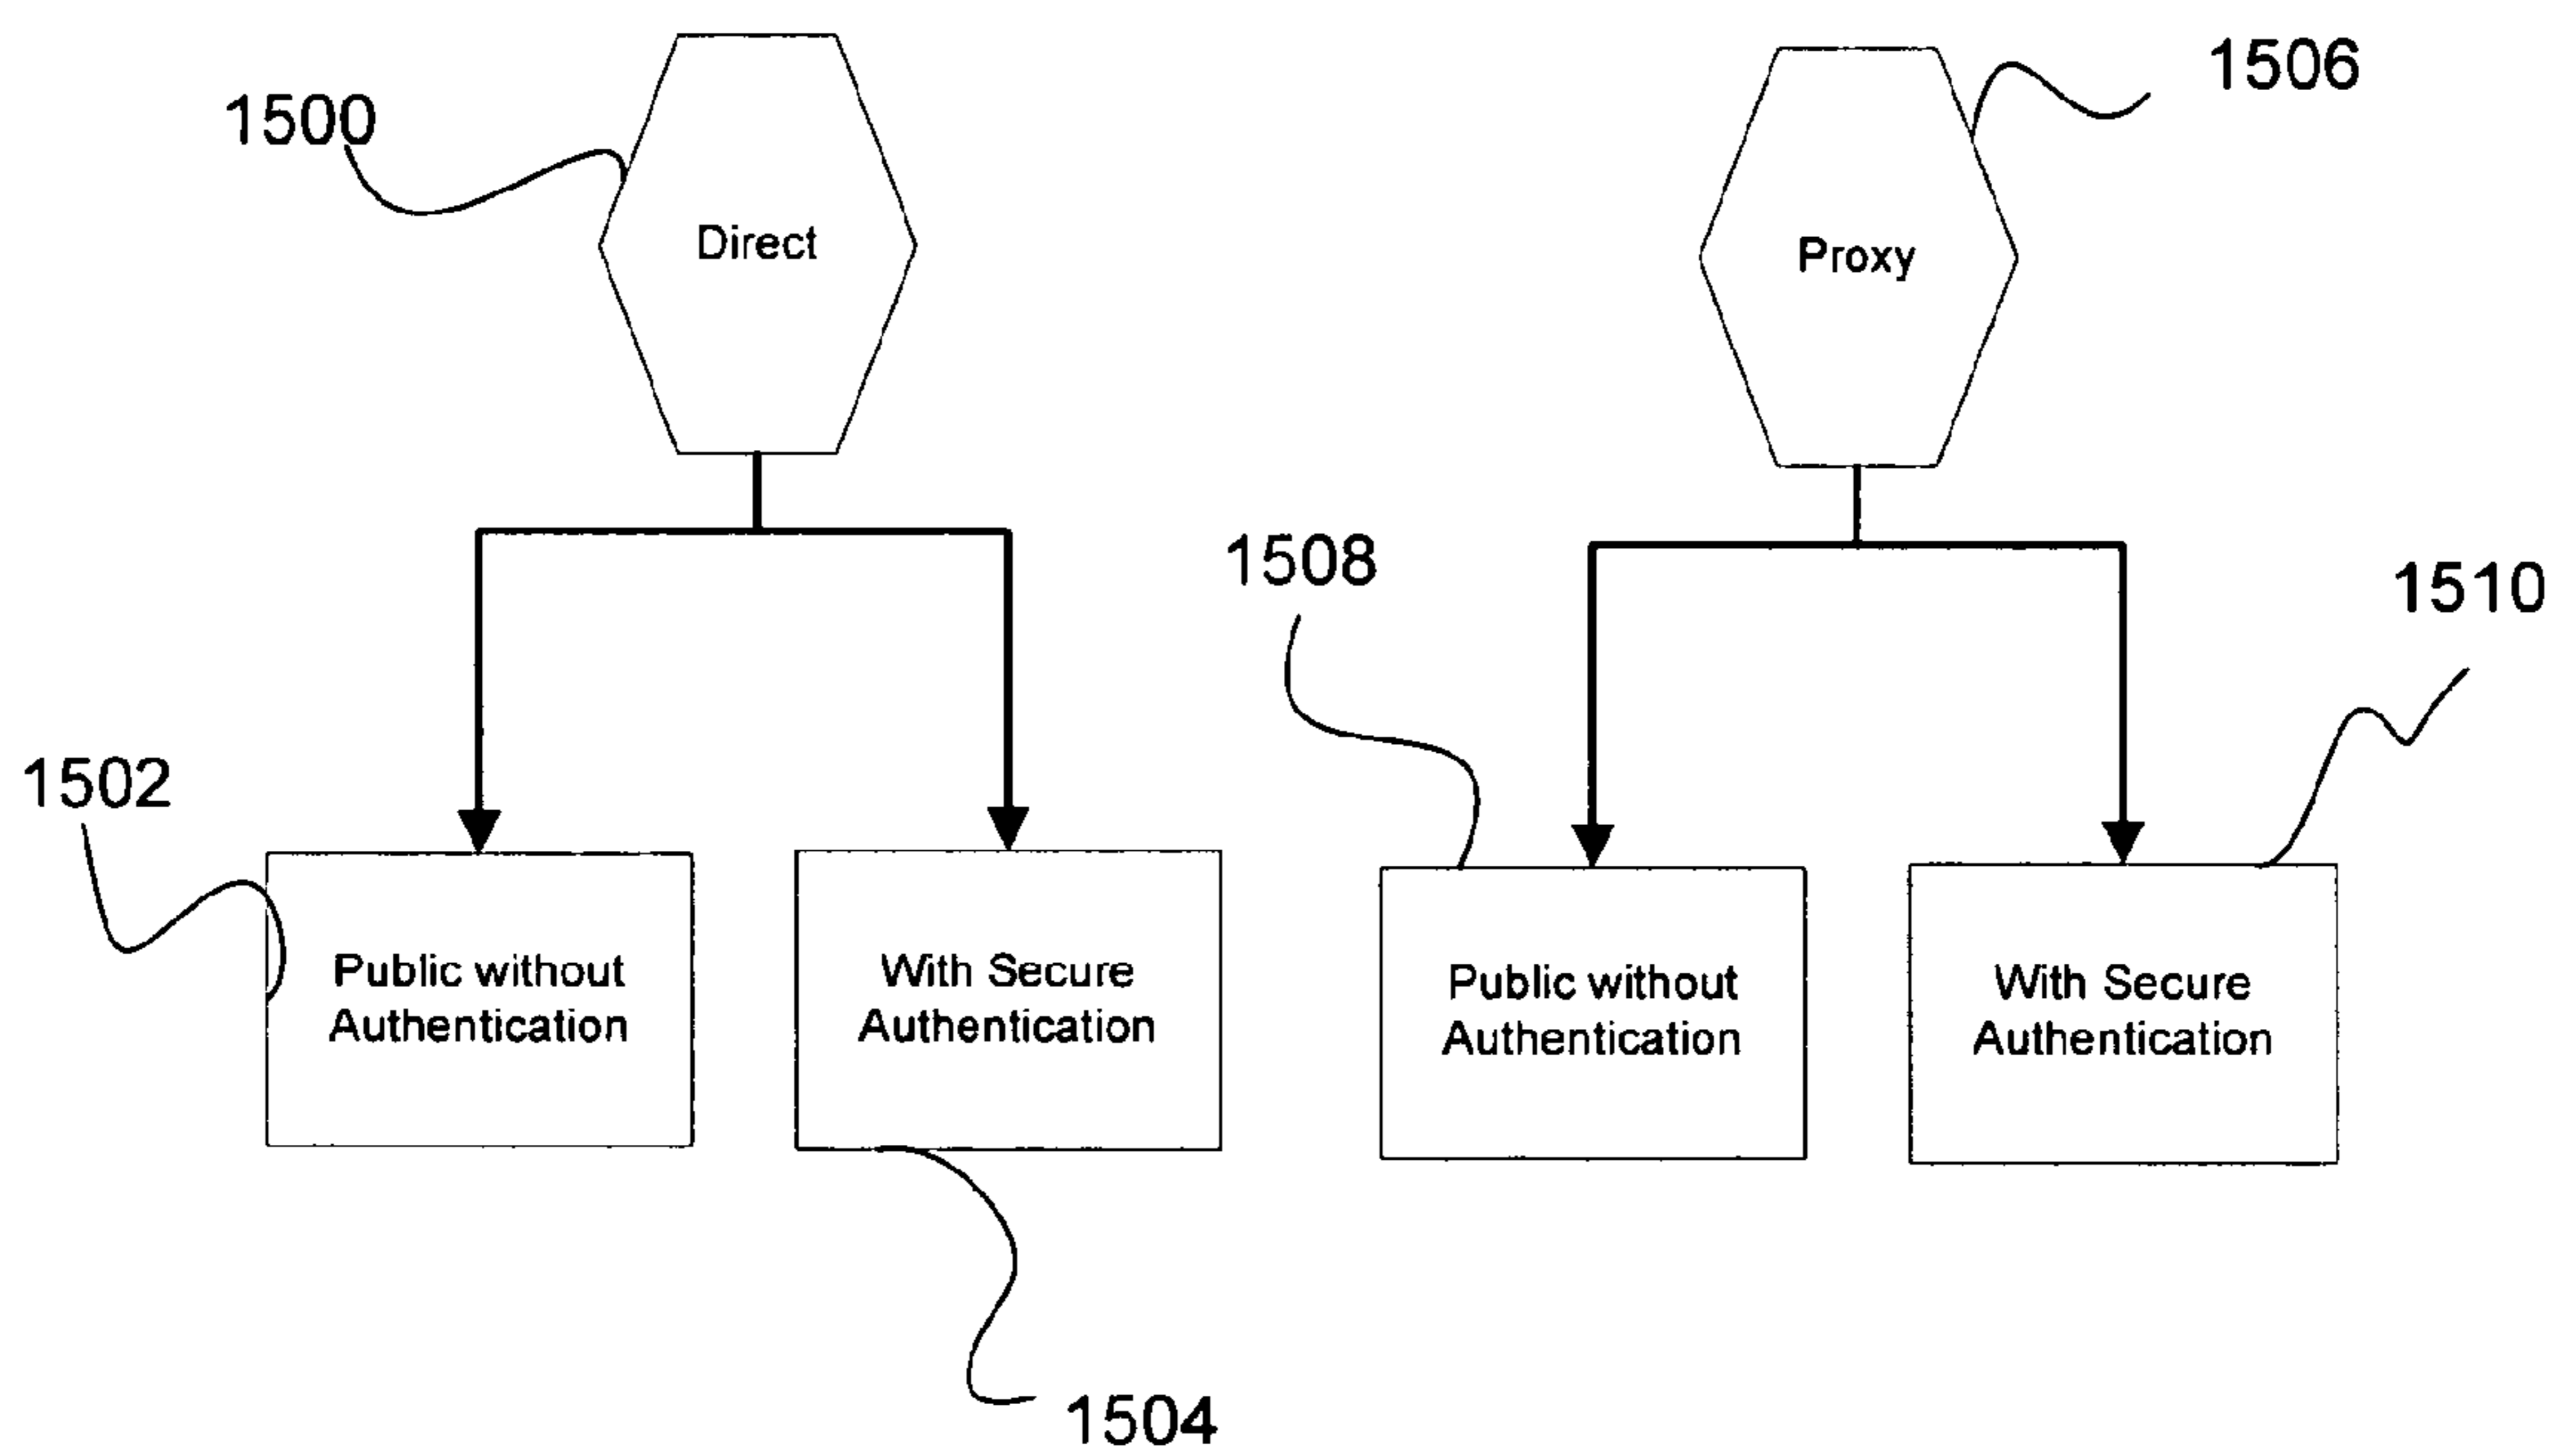 1500
Direct
1506
Proxy
1508
1510
1502
Public without
Authentication
With Secure
Authentication
Public without
Authentication
With Secure
Authentication
1504